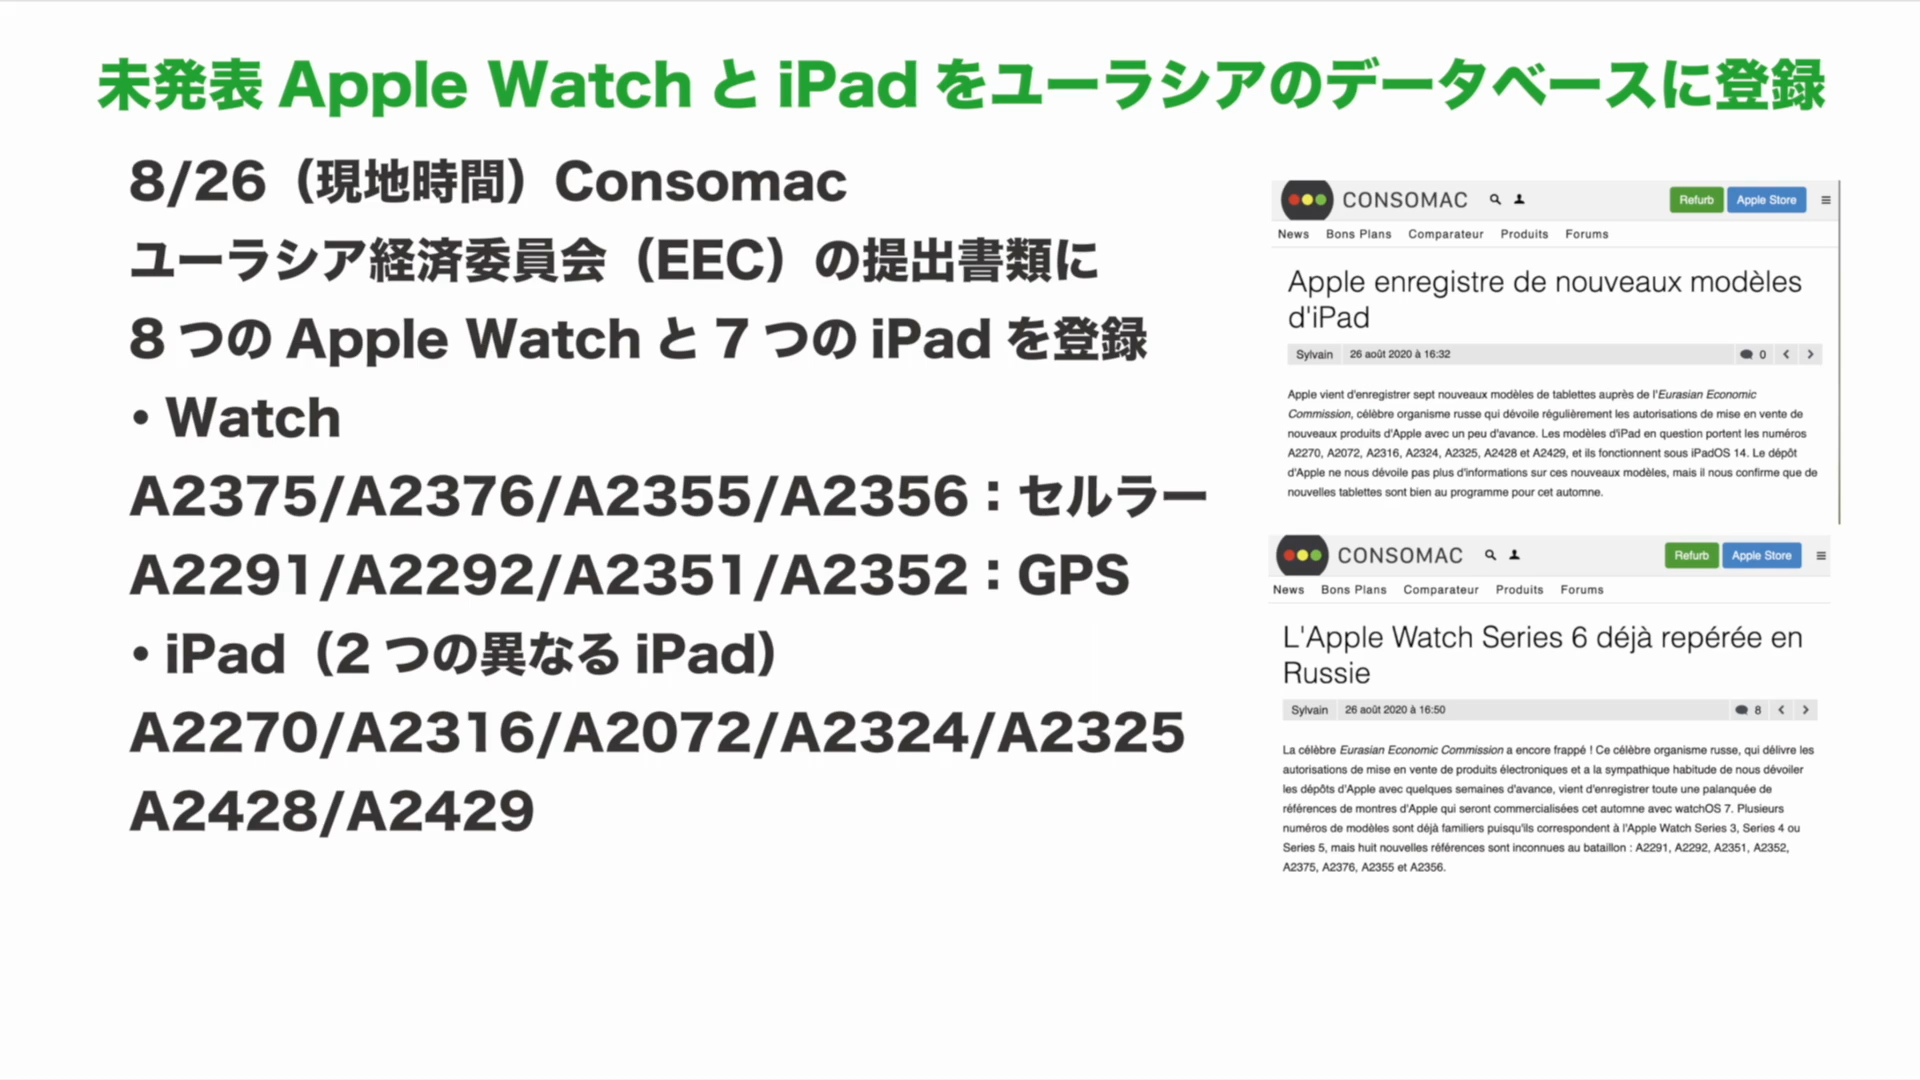 未発表 Apple Watch と iPad をユーラシアのデータベースに登録
8/26（現地時間）Consomac
ユーラシア経済委員会（EEC）の提出書類に
8 つの Apple Watch と 7 つの iPad を登録
• Watch
A2375/A2376/A2355/A2356：セルラー
A2291/A2292/A2351/A2352：GPS
• iPad（2 つの異なる iPad）
A2270/A2316/A2072/A2324/A2325
A2428/A2429
CONSOMAC
Refurb
Apple Store
News Bons Plans Comparateur Produits Forums
Apple enregistre de nouveaux modèles
d'iPad
Sylvain 26 août 2020 à 16:32 0
Apple vient d'enregistrer sept nouveaux modèles de tablettes auprès de l'Eurasian Economic
Commission, célèbre organisme russe qui dévoile régulièrement les autorisations de mise en vente de
nouveaux produits d'Apple avec un peu d'avance. Les modèles d'iPad en question portent les numéros
A2270, A2072, A2316, A2324, A2325, A2428 et A2429, et ils fonctionnent sous iPadOS 14. Le dépôt
d'Apple ne nous dévoile pas plus d'informations sur ces nouveaux modèles, mais il nous confirme que de
nouvelles tablettes sont bien au programme pour cet automne.
CONSOMAC
Refurb
Apple Store
News Bons Plans Comparateur Produits Forums
L'Apple Watch Series 6 déjà repérée en
Russie
Sylvain 26 août 2020 à 16:50 8
La célèbre Eurasian Economic Commission a encore frappé ! Ce célèbre organisme russe, qui délivre les
autorisations de mise en vente de produits électroniques et a la sympathique habitude de nous dévoiler
les dépôts d'Apple avec quelques semaines d'avance, vient d'enregistrer toute une palanquée de
références de montres d'Apple qui seront commercialisées cet automne avec watchOS 7. Plusieurs
numéros de modèles sont déjà familiers puisqu'ils correspondent à l'Apple Watch Series 3, Series 4 ou
Series 5, mais huit nouvelles références sont inconnues au bataillon : A2291, A2292, A2351, A2352,
A2375, A2376, A2355 et A2356.